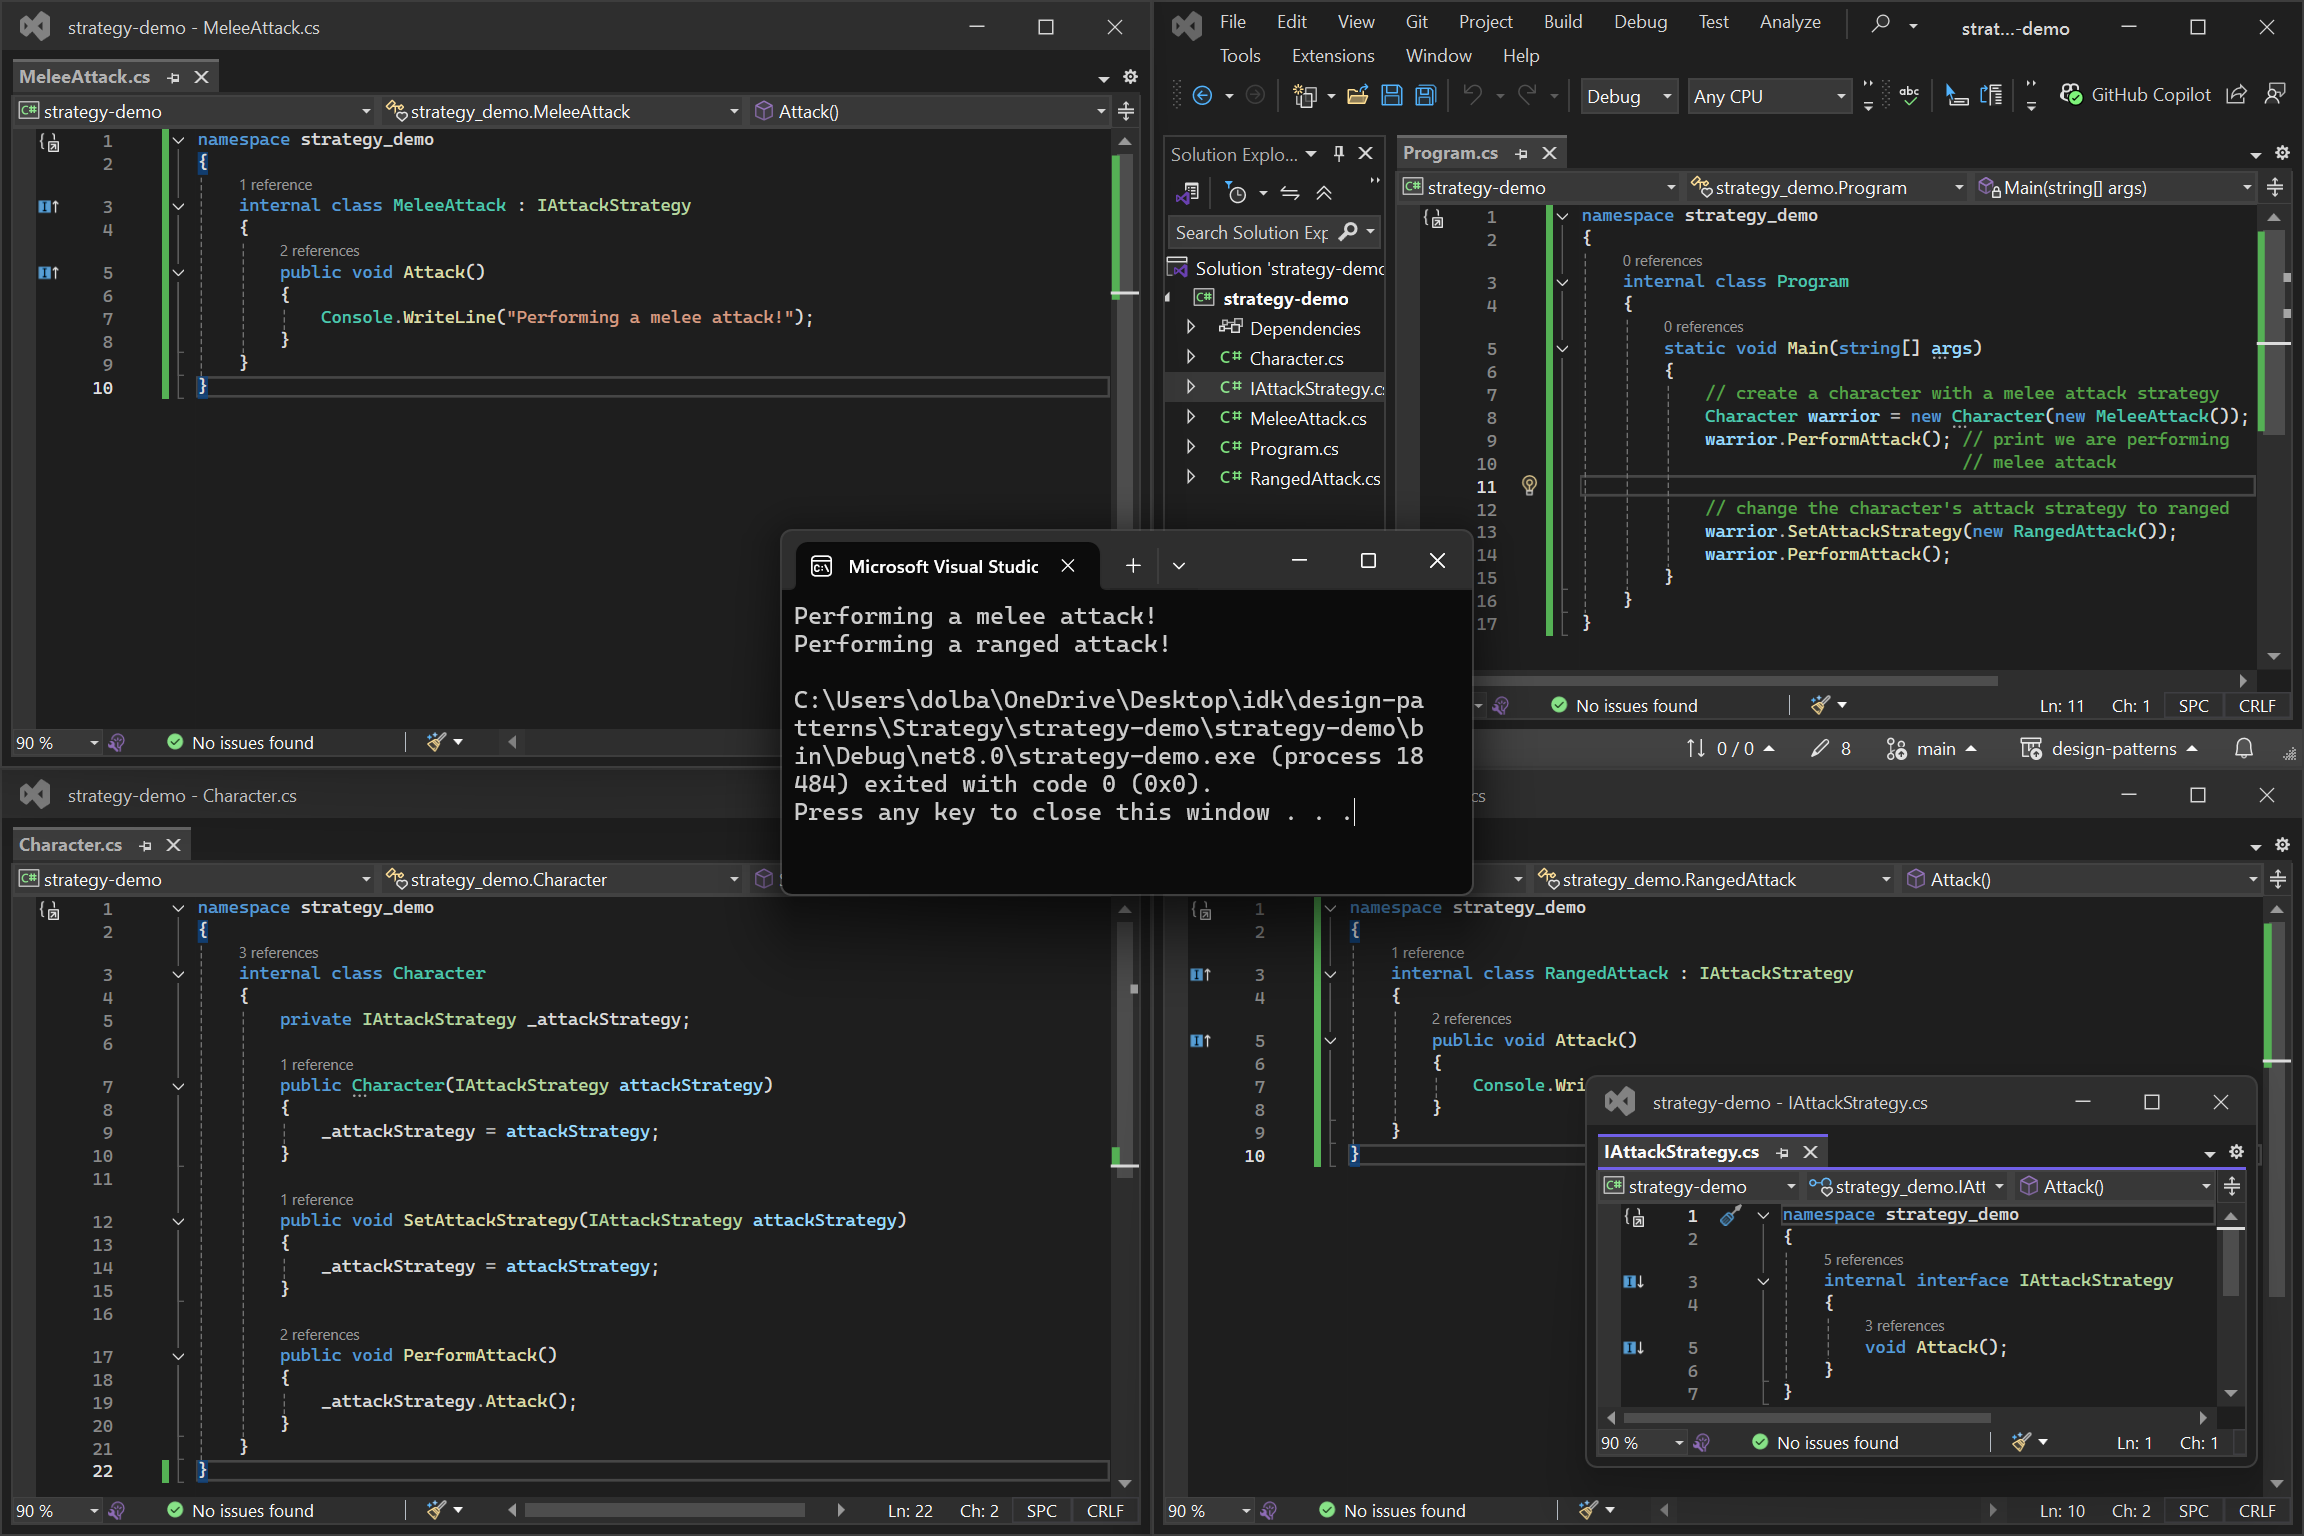 strategy-demo - MeleeAttack.cs
MeleeAttack.cs
strategy-demo
strategy_demo.MeleeAttack
Attack()
1 namespace strategy_demo
2 {
1 reference
3 internal class MeleeAttack : IAttackStrategy
4 {
2 references
5 public void Attack()
6 {
7 Console.WriteLine("Performing a melee attack!");
8 }
9 }
10 }
90 %
No issues found
File Edit View Git Project Build Debug Test Analyze
strat...-demo
Tools Extensions Window Help
Debug
Any CPU
abc
GitHub Copilot
Solution Explo...
Search Solution Exp
Solution 'strategy-demo
C# strategy-demo
Dependencies
C# Character.cs
C# IAttackStrategy.cs
C# MeleeAttack.cs
C# Program.cs
C# RangedAttack.cs
Program.cs
strategy-demo
strategy_demo.Program
Main(string[] args)
1 namespace strategy_demo
2 {
0 references
3 internal class Program
4 {
0 references
5 static void Main(string[] args)
6 {
7 // create a character with a melee attack strategy
8 Character warrior = new Character(new MeleeAttack());
9 warrior.PerformAttack(); // print we are performing
10 // melee attack
11
12 // change the character's attack strategy to ranged
13 warrior.SetAttackStrategy(new RangedAttack());
14 warrior.PerformAttack();
15 }
16 }
17 }
No issues found
Ln: 11 Ch: 1 SPC CRLF
0 / 0
8
main
design-patterns
Microsoft Visual Studio
Performing a melee attack!
Performing a ranged attack!
C:\Users\dolba\OneDrive\Desktop\idk\design-pa
tterns\Strategy\strategy-demo\strategy-demo\b
in\Debug\net8.0\strategy-demo.exe (process 18
484) exited with code 0 (0x0).
Press any key to close this window . . .
strategy-demo - Character.cs
Character.cs
strategy-demo
strategy_demo.Character
1 namespace strategy_demo
2 {
3 references
3 internal class Character
4 {
5 private IAttackStrategy _attackStrategy;
6
1 reference
7 public Character(IAttackStrategy attackStrategy)
8 {
9 _attackStrategy = attackStrategy;
10 }
11
1 reference
12 public void SetAttackStrategy(IAttackStrategy attackStrategy)
13 {
14 _attackStrategy = attackStrategy;
15 }
16
2 references
17 public void PerformAttack()
18 {
19 _attackStrategy.Attack();
20 }
21 }
22 }
90 %
No issues found
Ln: 22 Ch: 2 SPC CRLF
cs
strategy_demo.RangedAttack
Attack()
1 namespace strategy_demo
2 {
1 reference
3 internal class RangedAttack : IAttackStrategy
4 {
2 references
5 public void Attack()
6 {
7 Console.Wri
8 }
9 }
10 }
90 %
No issues found
Ln: 10 Ch: 2 SPC CRLF
strategy-demo - IAttackStrategy.cs
IAttackStrategy.cs
strategy-demo
strategy_demo.IAtt
Attack()
1 namespace strategy_demo
2 {
5 references
3 internal interface IAttackStrategy
4 {
3 references
5 void Attack();
6 }
7 }
90 %
No issues found
Ln: 1 Ch: 1